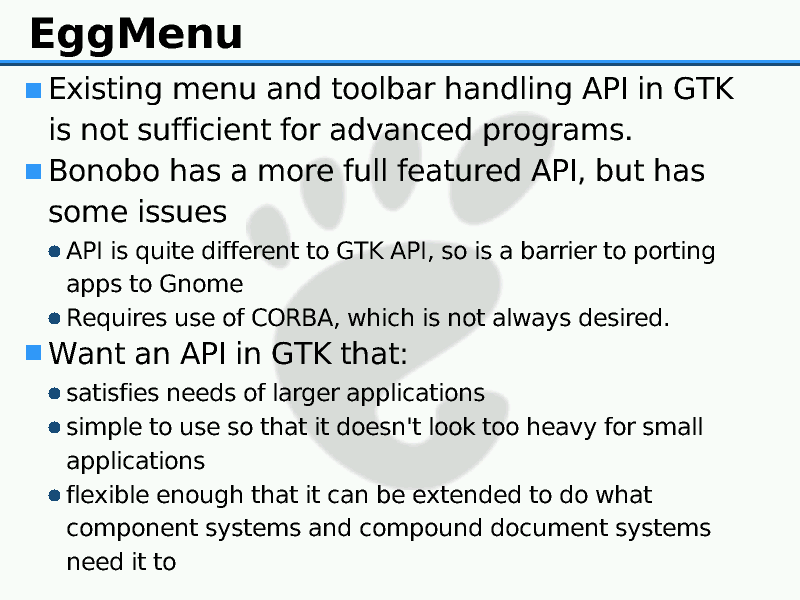 EggMenu
Existing menu and toolbar handling API in GTK
is not sufficient for advanced programs.
Bonobo has a more full featured API, but has
some issues
API is quite different to GTK API, so is a barrier to porting
apps to Gnome
Requires use of CORBA, which is not always desired.
Want an API in GTK that:
satisfies needs of larger applications
simple to use so that it doesn't look too heavy for small
applications
flexible enough that it can be extended to do what
component systems and compound document systems
need it to